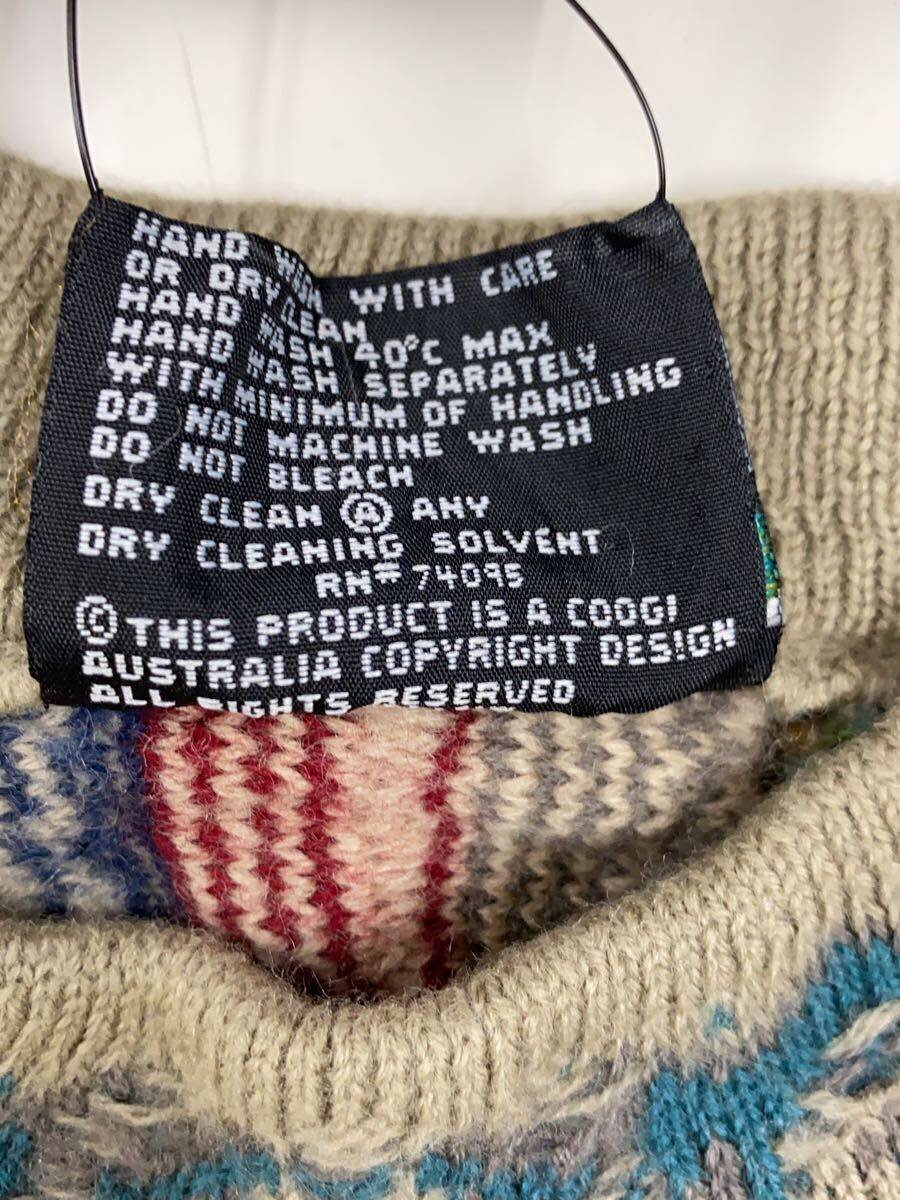 HAND WASH WITH CARE
OR DRY CLEAN
HAND WASH 40°C MAX
HAND WASH SEPARATELY
WITH MINIMUM OF HANDLING
DO NOT MACHINE WASH
DO NOT BLEACH
DRY CLEAN Ⓐ ANY
DRY CLEANING SOLVENT
RN# 74095
© THIS PRODUCT IS A COOGI
AUSTRALIA COPYRIGHT DESIGN
ALL RIGHTS RESERVED